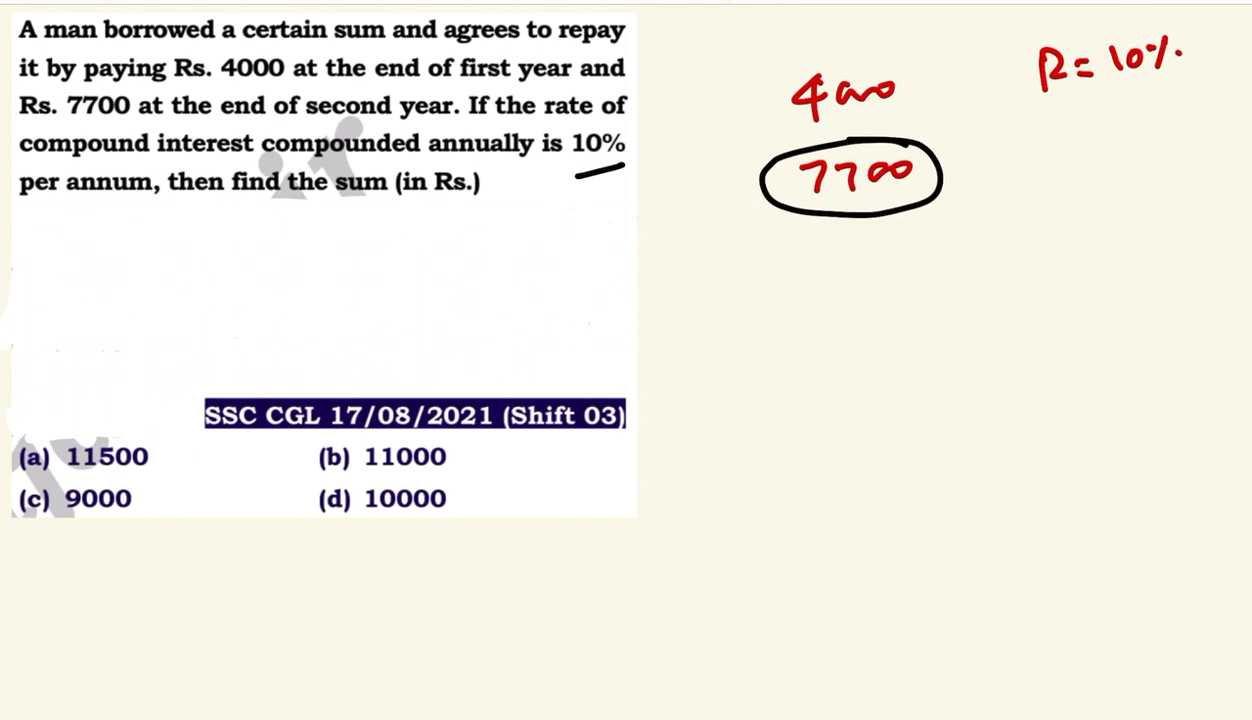 A man borrowed a certain sum and agrees to repay
it by paying Rs. 4000 at the end of first year and
Rs. 7700 at the end of second year. If the rate of
compound interest compounded annually is 10%
per annum, then find the sum (in Rs.)
SSC CGL 17/08/2021 (Shift 03)
(a) 11500 (b) 11000
(c) 9000 (d) 10000
4000
7700
R = 10%